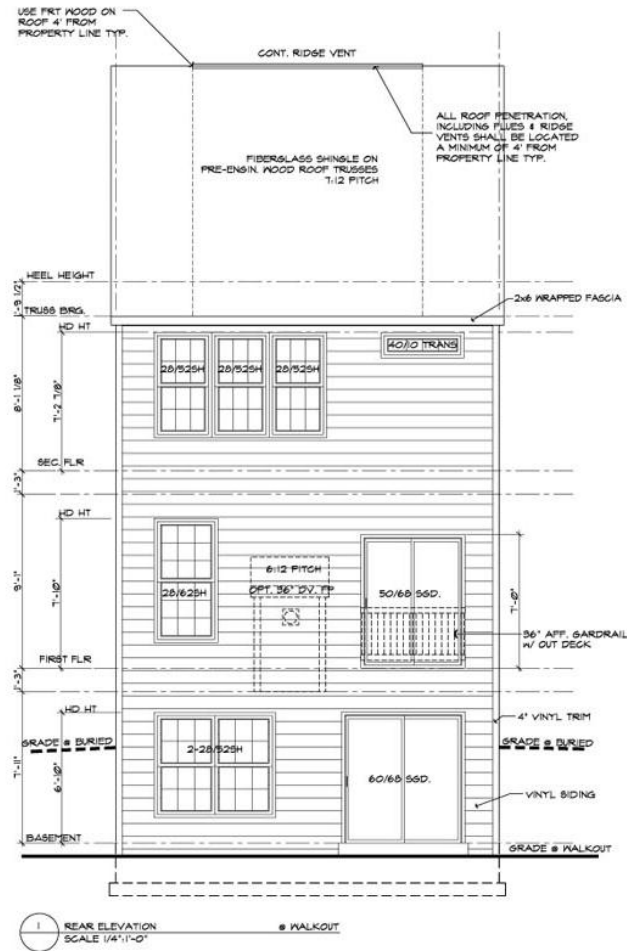 USE FRT WOOD ON
ROOF 4' FROM
PROPERTY LINE TYP.
CONT. RIDGE VENT
ALL ROOF PENETRATION,
INCLUDING FLUES & RIDGE
VENTS SHALL BE LOCATED
A MINIMUM OF 4' FROM
PROPERTY LINE TYP.
FIBERGLASS SHINGLE ON
PRE-ENGIN. WOOD ROOF TRUSSES
7:12 PITCH
HEEL HEIGHT
TRUSS BRG.
2x6 WRAPPED FASCIA
HD HT
28/52SH 28/52SH 28/52SH
40/10 TRANS
8'-1 1/8"
7'-2 7/8"
SEC. FLR
1'-3"
HD HT
9'-1"
7'-10"
28/62SH
6:12 PITCH
OPT. 36" DV. FP
50/68 SGD.
7'-0"
36" AFF. GARDRAIL
W/ OUT DECK
FIRST FLR
1'-3"
HD HT
4" VINYL TRIM
GRADE @ BURIED
GRADE @ BURIED
7'-11"
6'-10"
2-28/52SH
60/68 SGD.
VINYL SIDING
BASEMENT
GRADE @ WALKOUT
1
REAR ELEVATION @ WALKOUT
SCALE 1/4":1'-0"